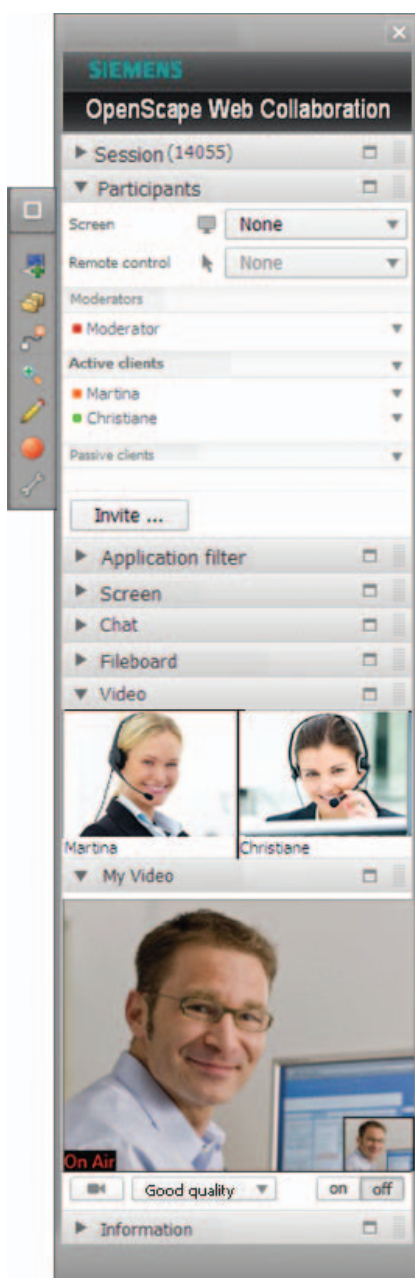 SIEMENS
OpenScape Web Collaboration
Session (14055)
Participants
Screen None
Remote control None
Moderators
Moderator
Active clients
Martina
Christiane
Passive clients
Invite ...
Application filter
Screen
Chat
Fileboard
Video
Martina Christiane
My Video
On Air
Good quality on off
Information